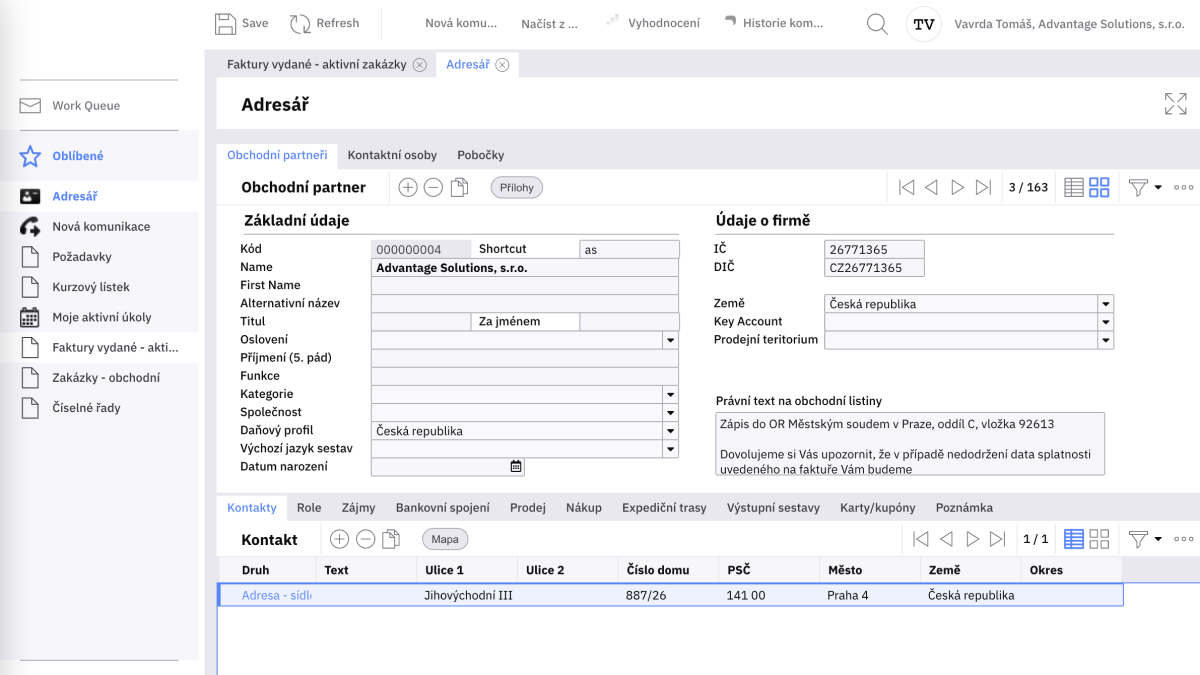 Save
Refresh
Nová komu...
Načíst z ...
Vyhodnocení
Historie kom...
TV
Vavrda Tomáš, Advantage Solutions, s.r.o.
Work Queue
Oblíbené
Adresář
Nová komunikace
Požadavky
Kurzový lístek
Moje aktivní úkoly
Faktury vydané - akti...
Zakázky - obchodní
Číselné řady
Faktury vydané - aktivní zakázky
Adresář
Adresář
Obchodní partneři
Kontaktní osoby
Pobočky
Obchodní partner
Přílohy
3 / 163
Základní údaje
Kód 000000004 Shortcut as
Name Advantage Solutions, s.r.o.
First Name
Alternativní název
Titul Za jménem
Oslovení
Příjmení (5. pád)
Funkce
Kategorie
Společnost
Daňový profil Česká republika
Výchozí jazyk sestav
Datum narození
Údaje o firmě
IČ 26771365
DIČ CZ26771365
Země Česká republika
Key Account
Prodejní teritorium
Právní text na obchodní listiny
Zápis do OR Městským soudem v Praze, oddíl C, vložka 92613
Dovolujeme si Vás upozornit, že v případě nedodržení data splatnosti
uvedeného na faktuře Vám budeme
Kontakty Role Zájmy Bankovní spojení Prodej Nákup Expediční trasy Výstupní sestavy Karty/kupóny Poznámka
Kontakt
Mapa
1 / 1
Druh Text Ulice 1 Ulice 2 Číslo domu PSČ Město Země Okres
Adresa - sídlo Jihovýchodní III 887/26 141 00 Praha 4 Česká republika